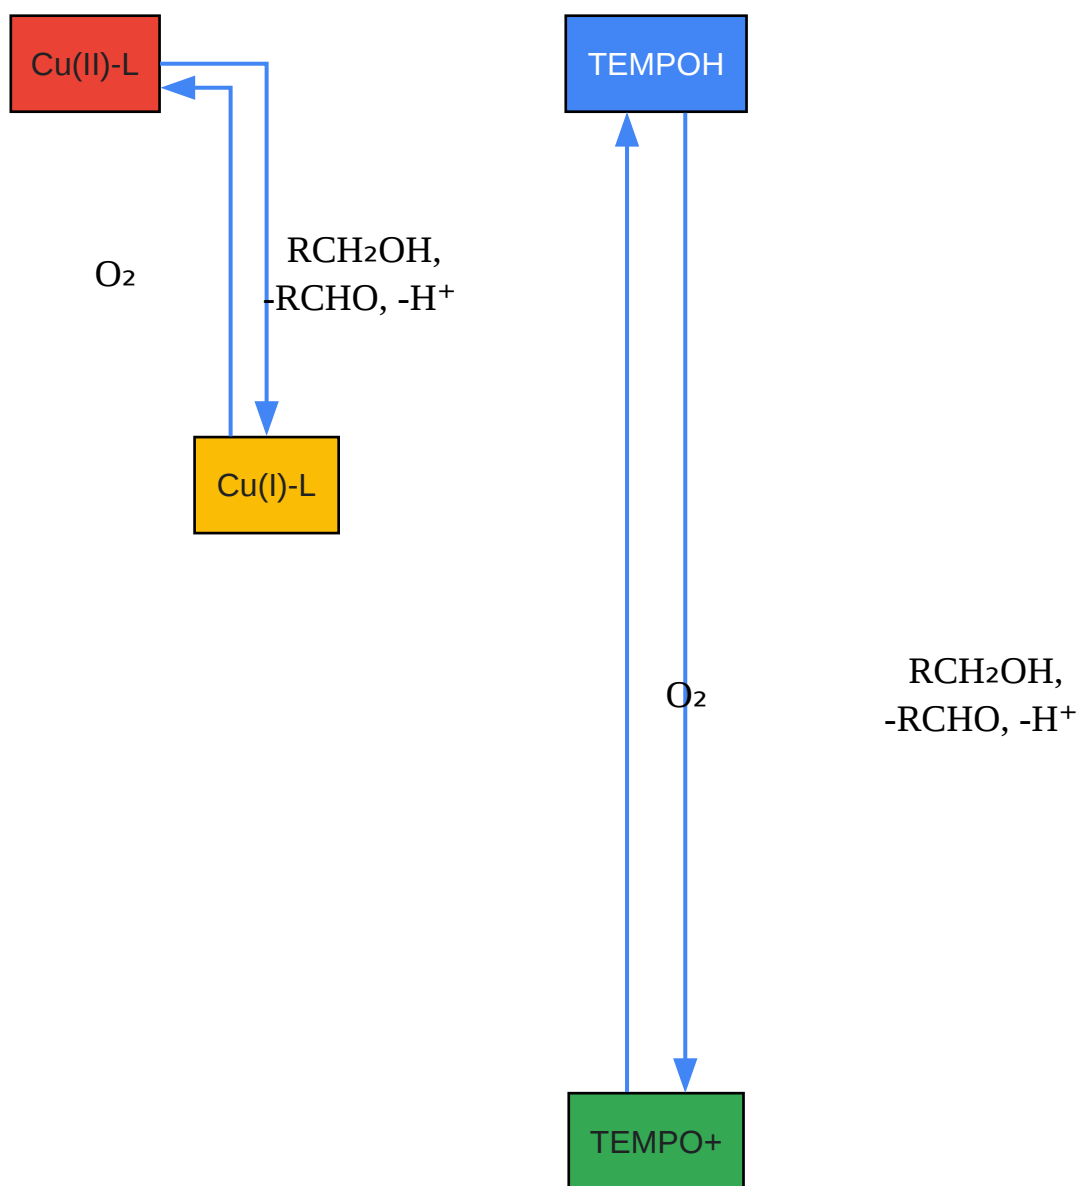 Cu(II)-L
TEMPOH
O₂
RCH₂OH,
-RCHO, -H⁺
Cu(I)-L
O₂
RCH₂OH,
-RCHO, -H⁺
TEMPO+